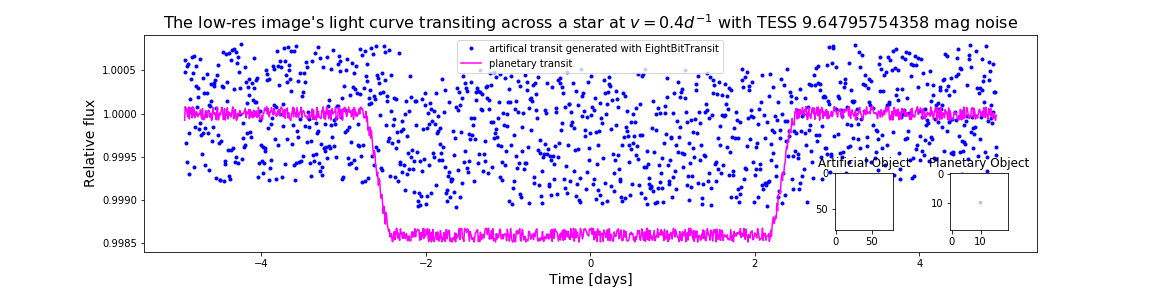 The low-res image's light curve transiting across a star at v = 0.4d⁻¹ with TESS 9.64795754358 mag noise
artifical transit generated with EightBitTransit
planetary transit
Relative flux
1.0005
1.0000
0.9995
0.9990
0.9985
Artificial Object
0
50
0 50
Planetary Object
0
10
0 10
−4 −2 0 2 4
Time [days]